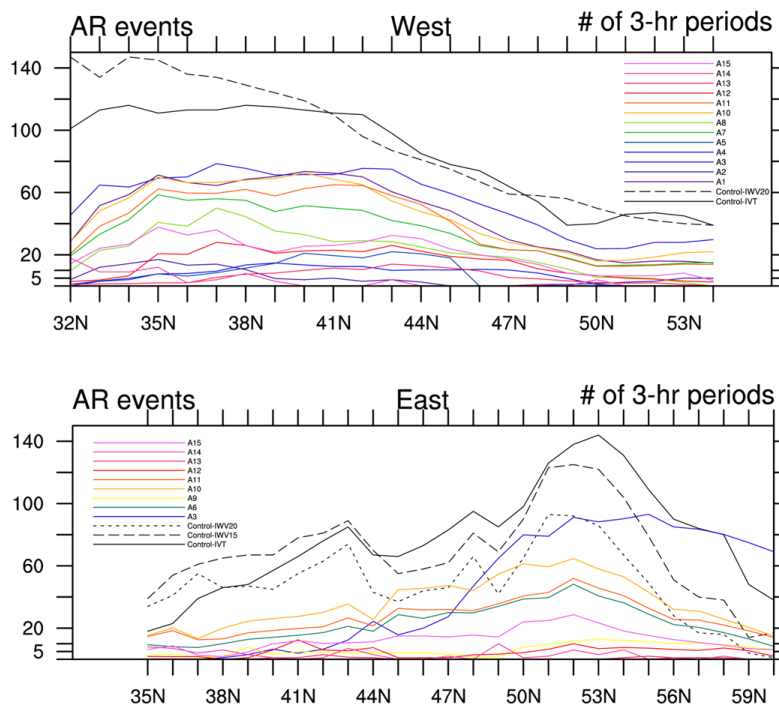 AR events West # of 3-hr periods
140
100
60
20
5
A15
A14
A13
A12
A11
A10
A8
A7
A5
A4
A3
A2
A1
Control-IWV20
Control-IVT
32N 35N 38N 41N 44N 47N 50N 53N
AR events East # of 3-hr periods
140
100
60
20
5
A15
A14
A13
A12
A11
A10
A9
A6
A3
Control-IWV20
Control-IWV15
Control-IVT
35N 38N 41N 44N 47N 50N 53N 56N 59N